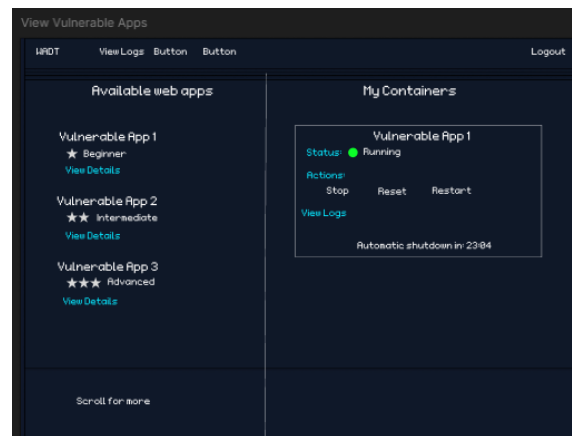 View Vulnerable Apps
WADT View Logs Button Button Logout
Available web apps
Vulnerable App 1
Beginner
View Details
Vulnerable App 2
Intermediate
View Details
Vulnerable App 3
Advanced
View Details
Scroll for more
My Containers
Vulnerable App 1
Status: Running
Actions:
Stop Reset Restart
View Logs
Automatic shutdown in: 23:04